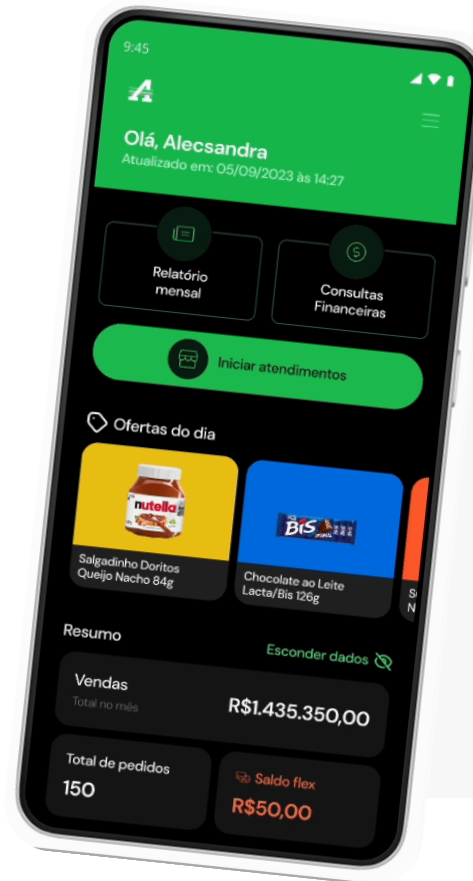 9:45
Olá, Alecsandra
Atualizado em: 05/09/2023 às 14:27
Relatório
mensal
Consultas
Financeiras
Iniciar atendimentos
Ofertas do dia
nutella
BIS
Salgadinho Doritos
Queijo Nacho 84g
Chocolate ao Leite
Lacta/Bis 126g
Resumo
Esconder dados
Vendas
Total no mês
R$1.435.350,00
Total de pedidos
150
Saldo flex
R$50,00